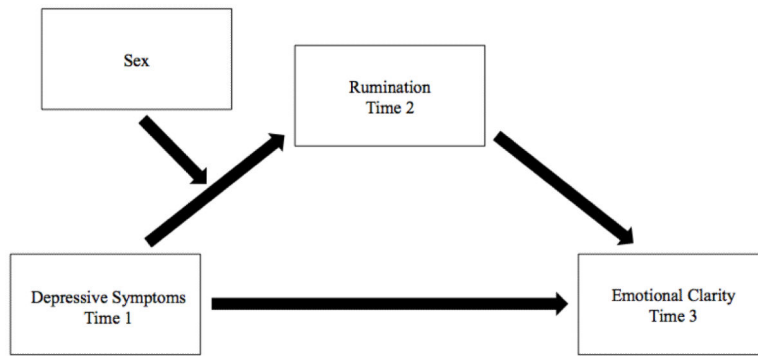 Sex
Rumination
Time 2
Depressive Symptoms
Time 1
Emotional Clarity
Time 3